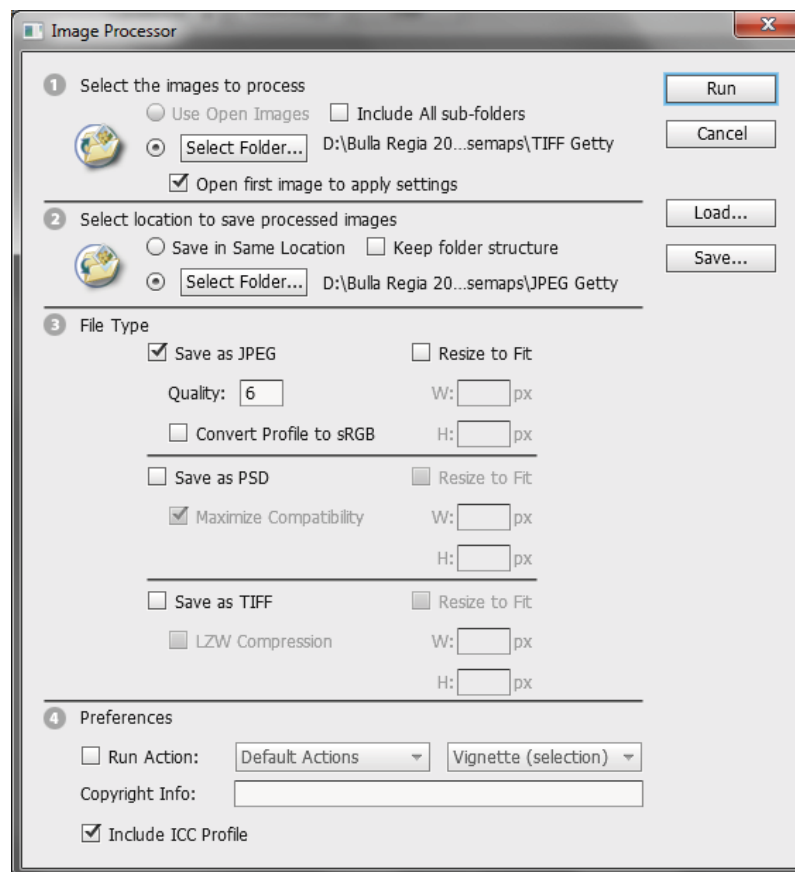 Image Processor
1 Select the images to process
Use Open Images Include All sub-folders
Select Folder... D:\Bulla Regia 20...semaps\TIFF Getty
Open first image to apply settings
Run
Cancel
2 Select location to save processed images
Save in Same Location Keep folder structure
Select Folder... D:\Bulla Regia 20...semaps\JPEG Getty
Load...
Save...
3 File Type
Save as JPEG Resize to Fit
Quality: 6 W: px
Convert Profile to sRGB H: px
Save as PSD Resize to Fit
Maximize Compatibility W: px
H: px
Save as TIFF Resize to Fit
LZW Compression W: px
H: px
4 Preferences
Run Action: Default Actions Vignette (selection)
Copyright Info:
Include ICC Profile